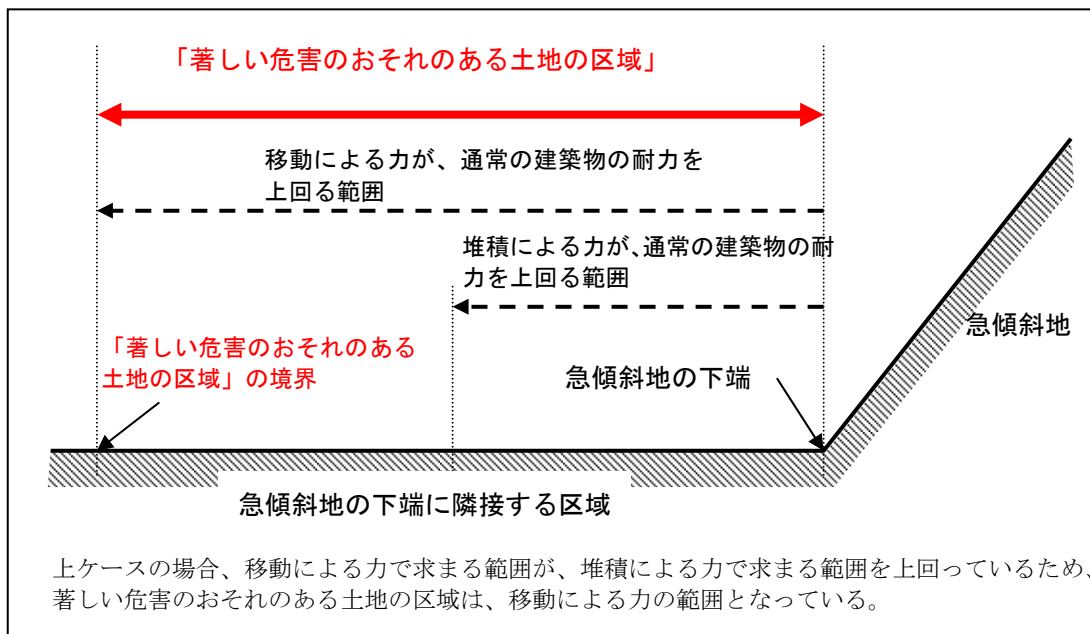 「著しい危害のおそれのある土地の区域」
移動による力が、通常の建築物の耐力を
上回る範囲
堆積による力が、通常の建築物の耐
力を上回る範囲
急傾斜地
「著しい危害のおそれのある
土地の区域」の境界
急傾斜地の下端
急傾斜地の下端に隣接する区域
上ケースの場合、移動による力で求まる範囲が、堆積による力で求まる範囲を上回っているため、
著しい危害のおそれのある土地の区域は、移動による力の範囲となっている。